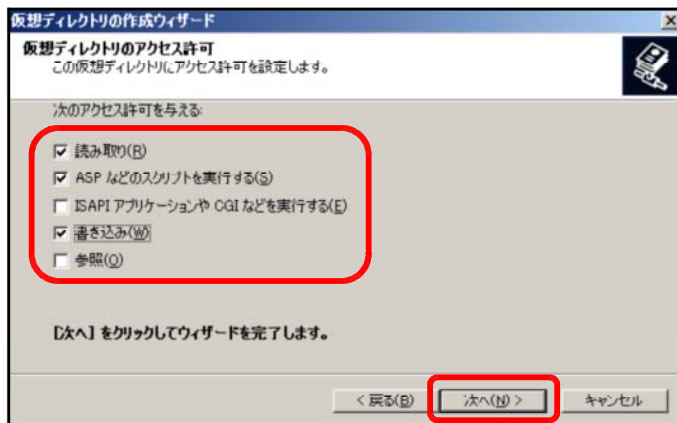 仮想ディレクトリの作成ウィザード
仮想ディレクトリのアクセス許可
この仮想ディレクトリにアクセス許可を設定します。
次のアクセス許可を与える:
読み取り(R)
ASP などのスクリプトを実行する(S)
ISAPI アプリケーションや CGI などを実行する(E)
書き込み(W)
参照(O)
[次へ] をクリックしてウィザードを完了します。
< 戻る(B) 次へ(N) > キャンセル